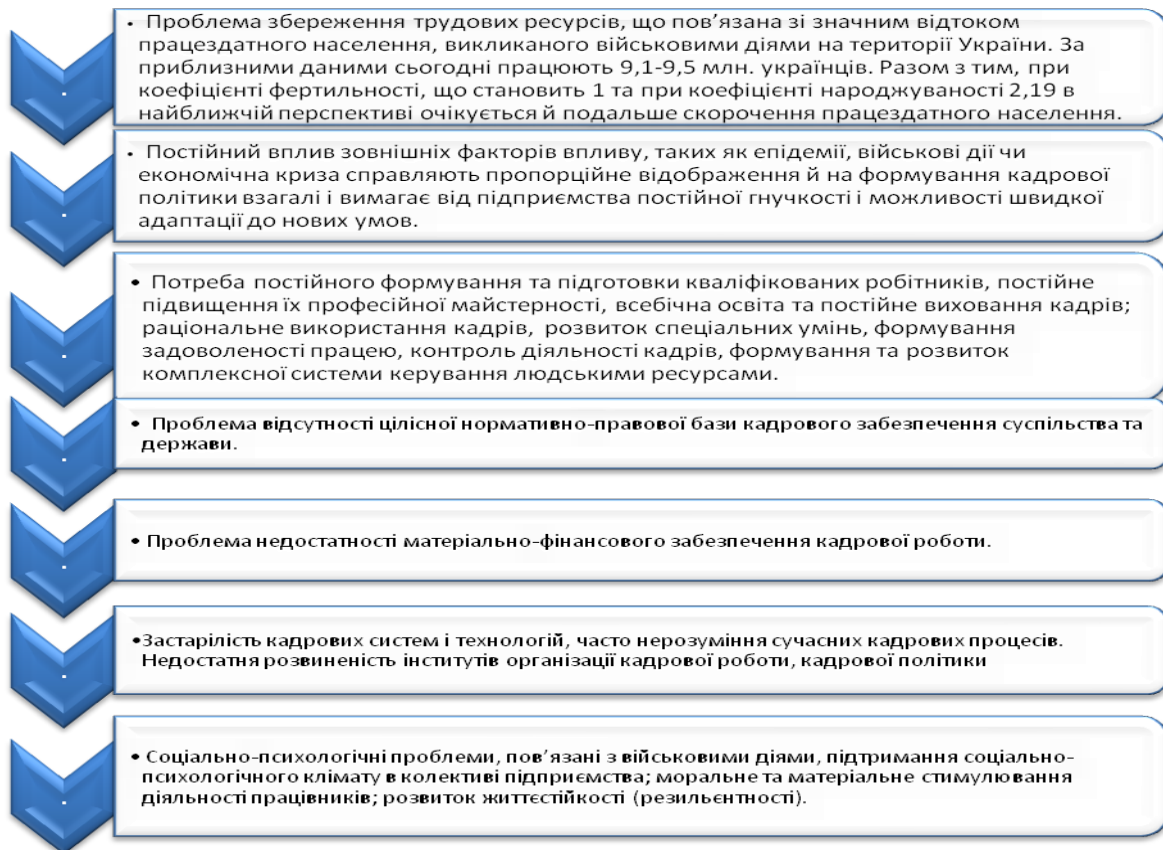 • Проблема збереження трудових ресурсів, що пов’язана зі значним відтоком
працездатного населення, викликаного військовими діями на території України. За
приблизними даними сьогодні працюють 9,1-9,5 млн. українців. Разом з тим, при
коефіцієнті фертильності, що становить 1 та при коефіцієнті народжуваності 2,19 в
найближчій перспективі очікується й подальше скорочення працездатного населення.
• Постійний вплив зовнішніх факторів впливу, таких як епідемії, військові дії чи
економічна криза справляють пропорційне відображення й на формування кадрової
політики взагалі і вимагає від підприємства постійної гнучкості і можливості швидкої
адаптації до нових умов.
• Потреба постійного формування та підготовки кваліфікованих робітників, постійне
підвищення їх професійної майстерності, всебічна освіта та постійне виховання кадрів;
раціональне використання кадрів, розвиток спеціальних умінь, формування
задоволеності працею, контроль діяльності кадрів, формування та розвиток
комплексної системи керування людськими ресурсами.
• Проблема відсутності цілісної нормативно-правової бази кадрового забезпечення суспільства та
держави.
• Проблема недостатності матеріально-фінансового забезпечення кадрової роботи.
•Застарілість кадрових систем і технологій, часто нерозуміння сучасних кадрових процесів.
Недостатня розвиненість інститутів організації кадрової роботи, кадрової політики
• Соціально-психологічні проблеми, пов’язані з військовими діями, підтримання соціально-
психологічного клімату в колективі підприємства; моральне та матеріальне стимулювання
діяльності працівників; розвиток життєстійкості (резильєнтності).